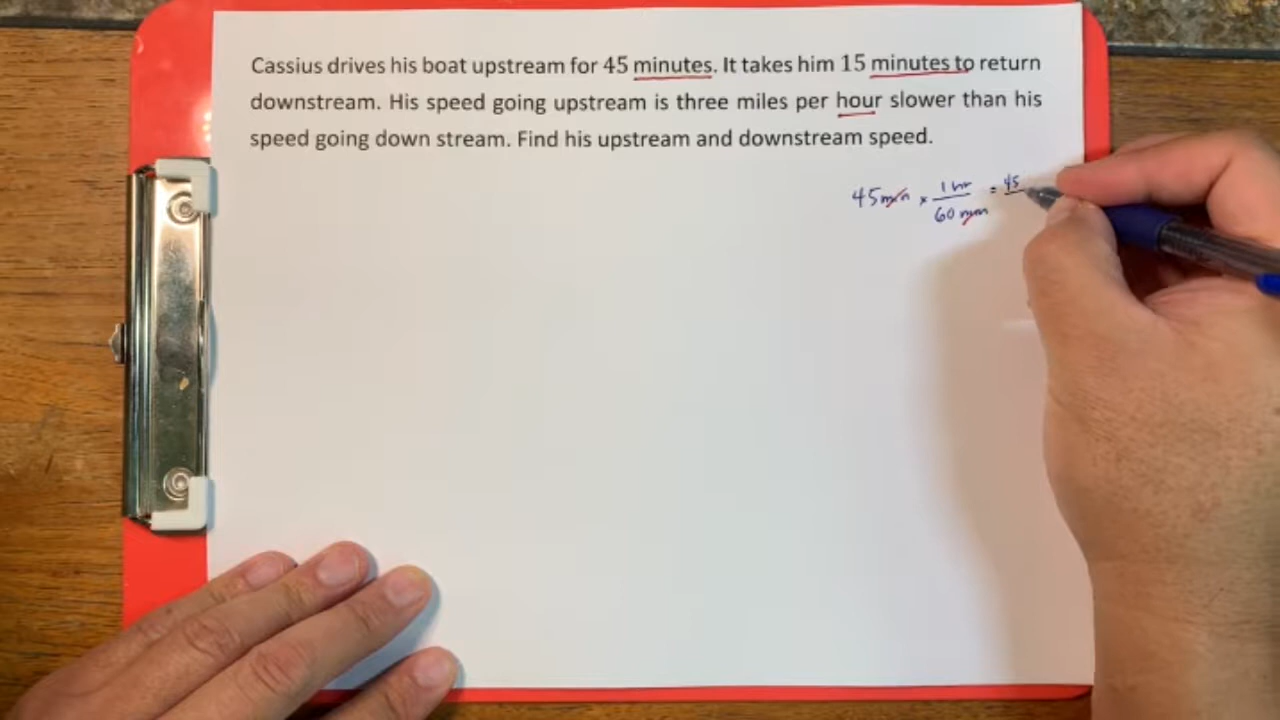 Cassius drives his boat upstream for 45 minutes. It takes him 15 minutes to return
downstream. His speed going upstream is three miles per hour slower than his
speed going down stream. Find his upstream and downstream speed.
45 min × 1 hr / 60 min = 45